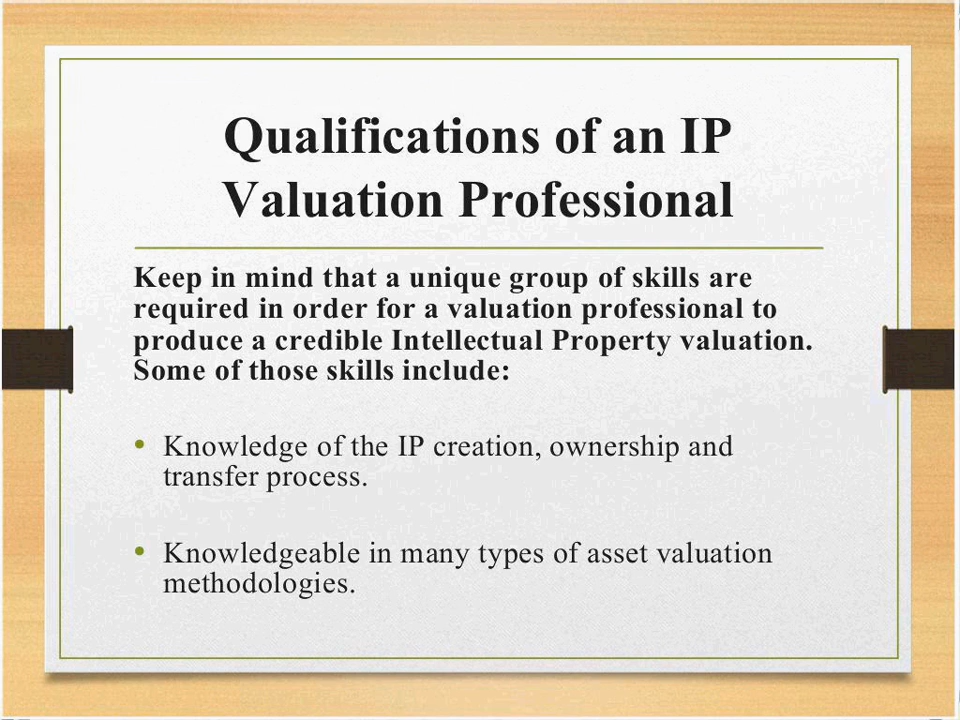 Qualifications of an IP
Valuation Professional
Keep in mind that a unique group of skills are
required in order for a valuation professional to
produce a credible Intellectual Property valuation.
Some of those skills include:
• Knowledge of the IP creation, ownership and
transfer process.
• Knowledgeable in many types of asset valuation
methodologies.